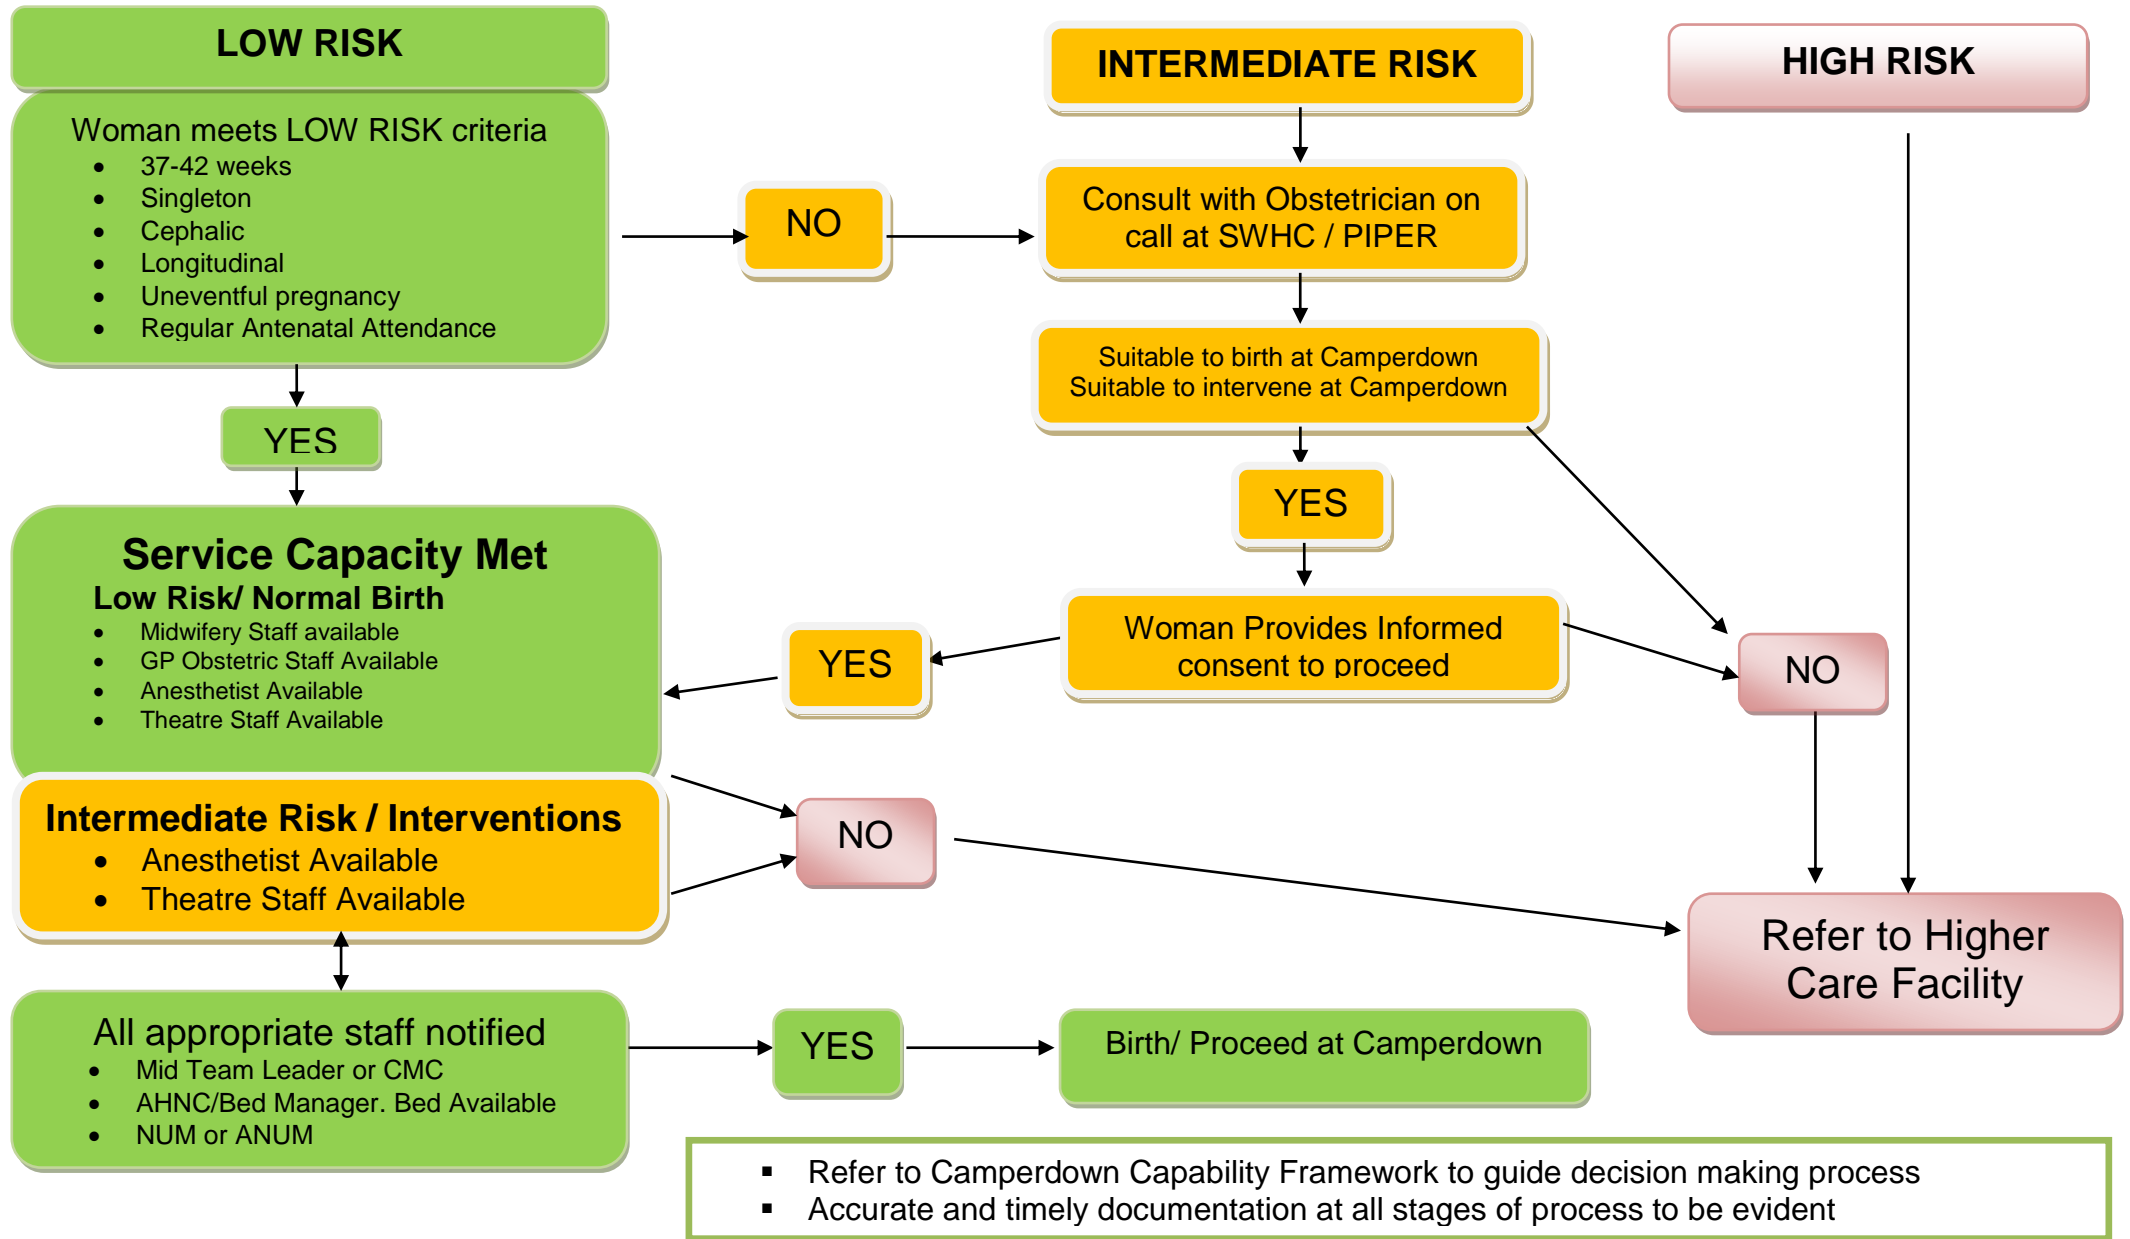 LOW RISK
Woman meets LOW RISK criteria
• 37-42 weeks
• Singleton
• Cephalic
• Longitudinal
• Uneventful pregnancy
• Regular Antenatal Attendance
YES
Service Capacity Met
Low Risk/ Normal Birth
• Midwifery Staff available
• GP Obstetric Staff Available
• Anesthetist Available
• Theatre Staff Available
Intermediate Risk / Interventions
• Anesthetist Available
• Theatre Staff Available
All appropriate staff notified
• Mid Team Leader or CMC
• AHNC/Bed Manager. Bed Available
• NUM or ANUM
NO
INTERMEDIATE RISK
Consult with Obstetrician on
call at SWHC / PIPER
Suitable to birth at Camperdown
Suitable to intervene at Camperdown
YES
Woman Provides Informed
consent to proceed
YES
NO
YES
Birth/ Proceed at Camperdown
HIGH RISK
NO
Refer to Higher
Care Facility
▪ Refer to Camperdown Capability Framework to guide decision making process
▪ Accurate and timely documentation at all stages of process to be evident